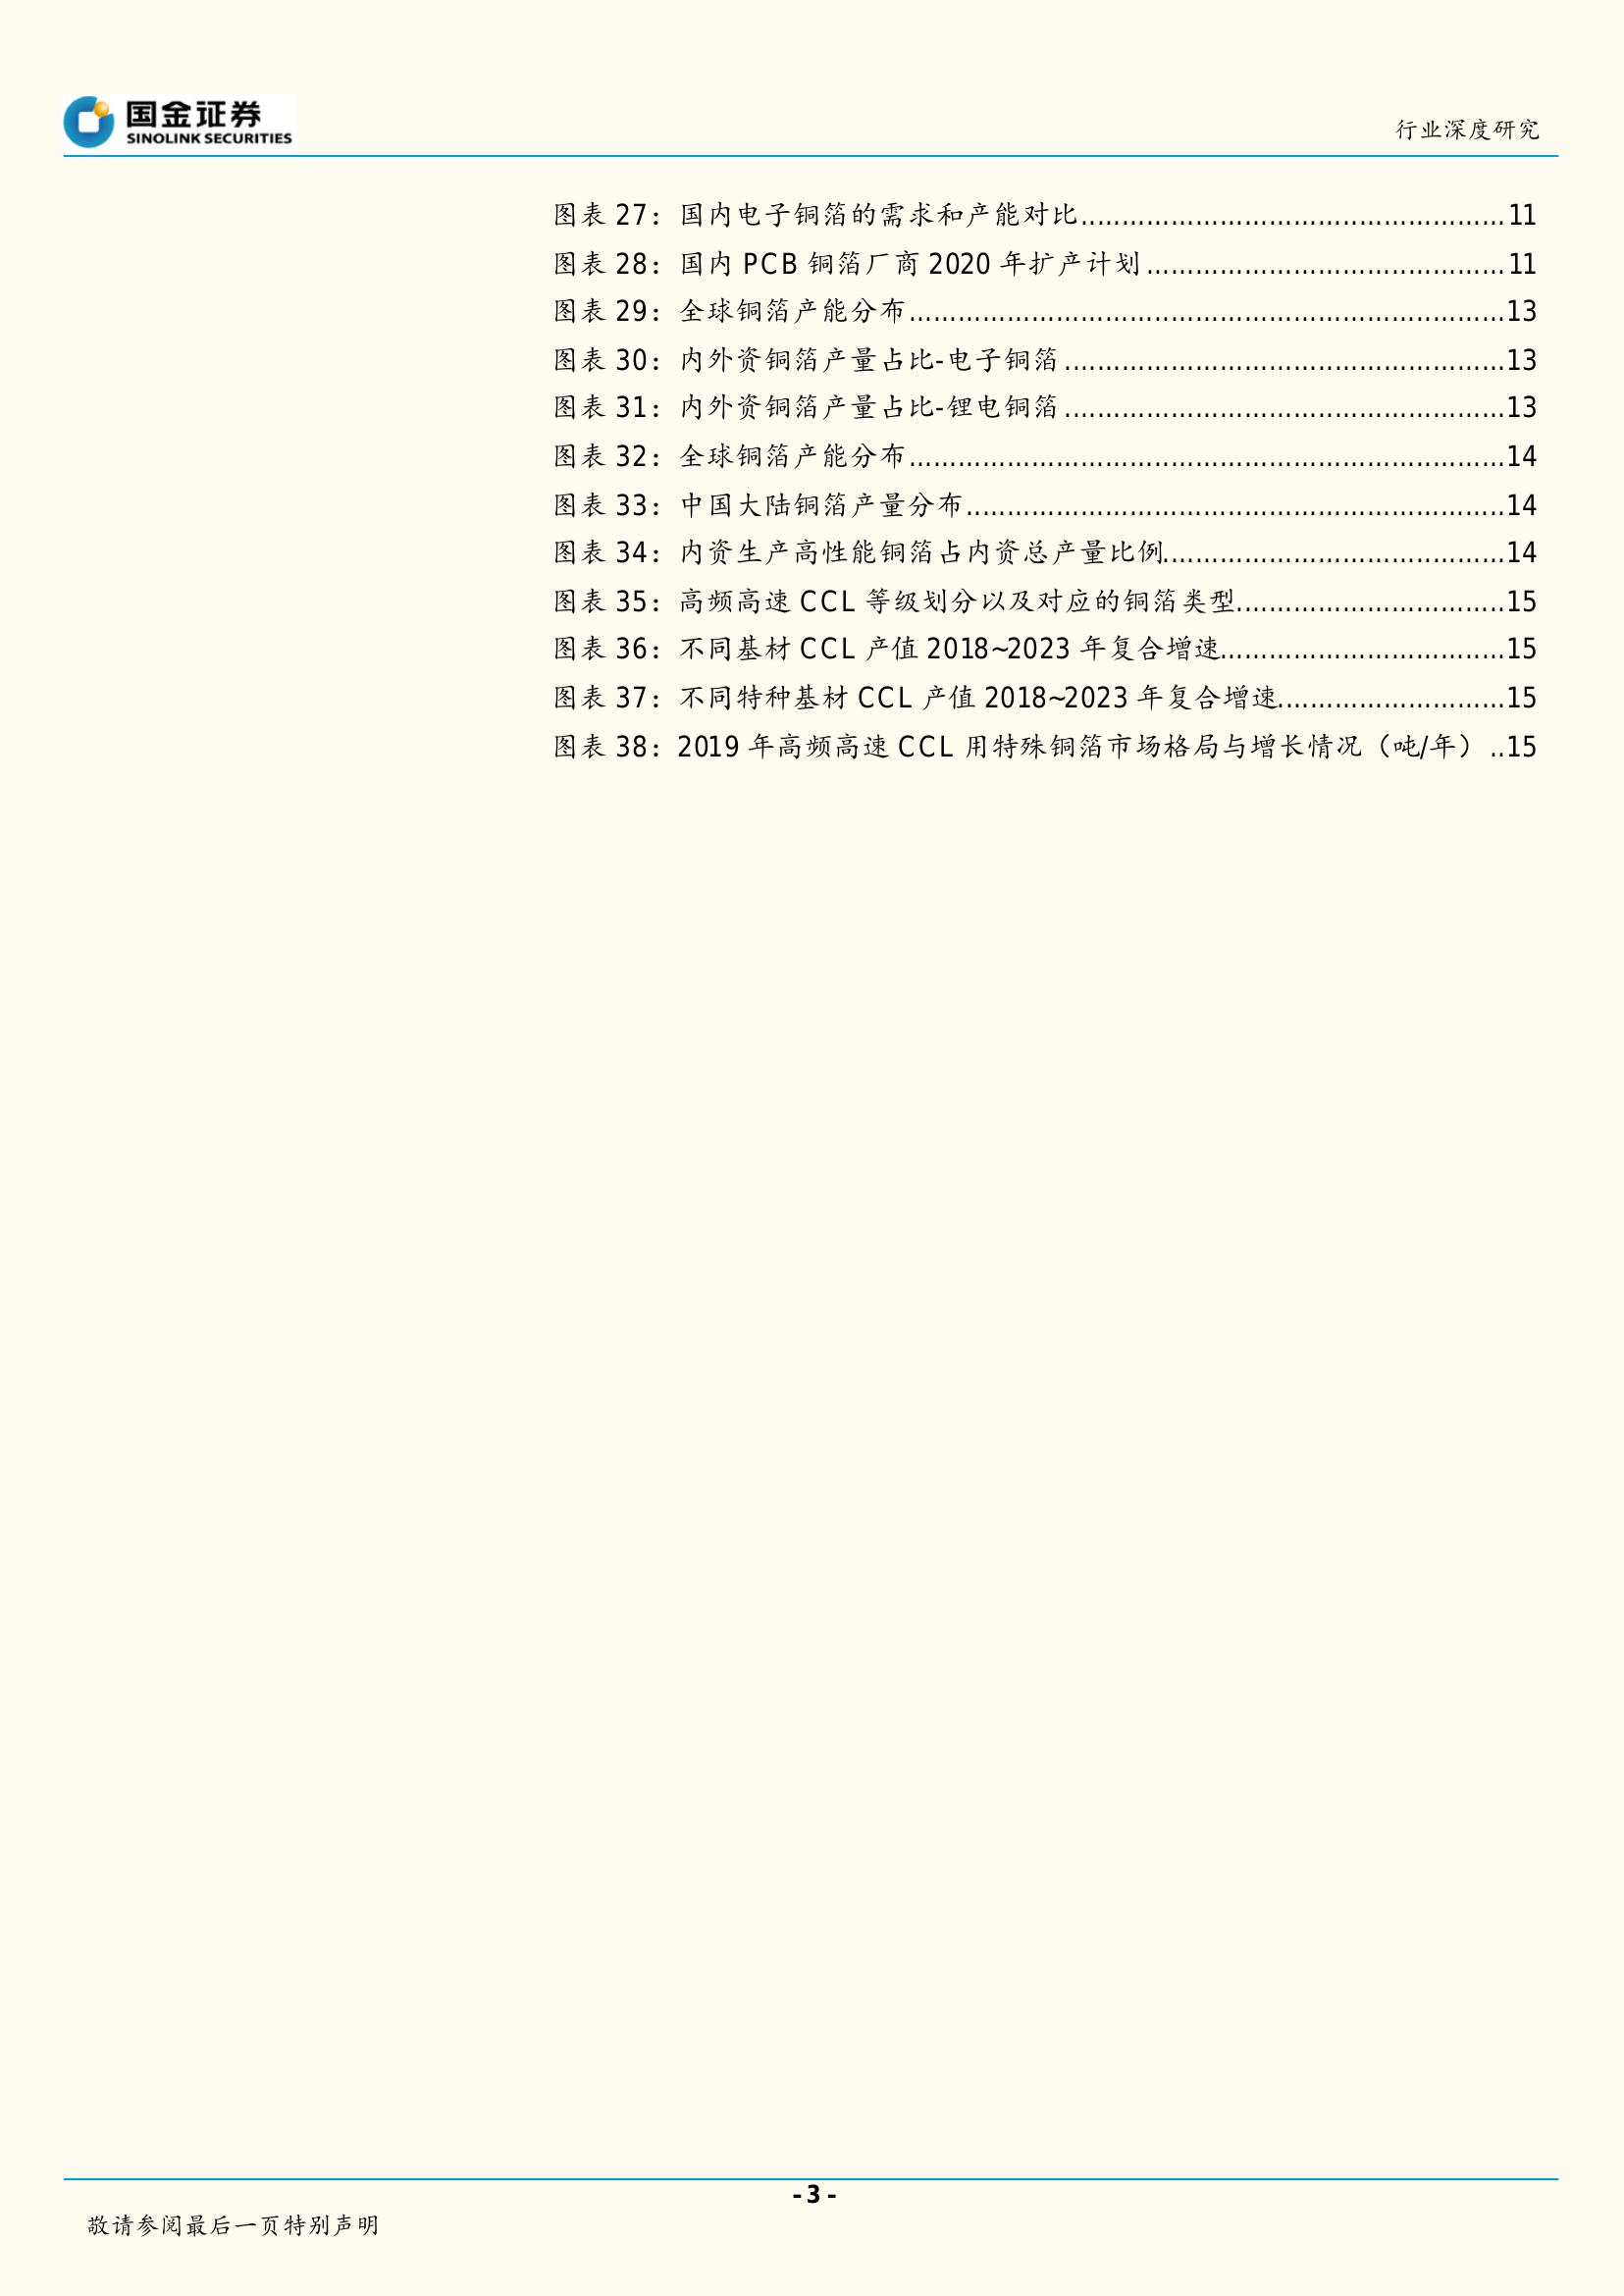 国金证券
SINOLINK SECURITIES
行业深度研究
图表 27：国内电子铜箔的需求和产能对比....................................................11
图表 28：国内 PCB 铜箔厂商 2020 年扩产计划............................................11
图表 29：全球铜箔产能分布.........................................................................13
图表 30：内外资铜箔产量占比-电子铜箔......................................................13
图表 31：内外资铜箔产量占比-锂电铜箔......................................................13
图表 32：全球铜箔产能分布.........................................................................14
图表 33：中国大陆铜箔产量分布..................................................................14
图表 34：内资生产高性能铜箔占内资总产量比例..........................................14
图表 35：高频高速 CCL 等级划分以及对应的铜箔类型.................................15
图表 36：不同基材 CCL 产值 2018~2023 年复合增速...................................15
图表 37：不同特种基材 CCL 产值 2018~2023 年复合增速............................15
图表 38：2019 年高频高速 CCL 用特殊铜箔市场格局与增长情况（吨/年）..15
- 3 -
敬请参阅最后一页特别声明